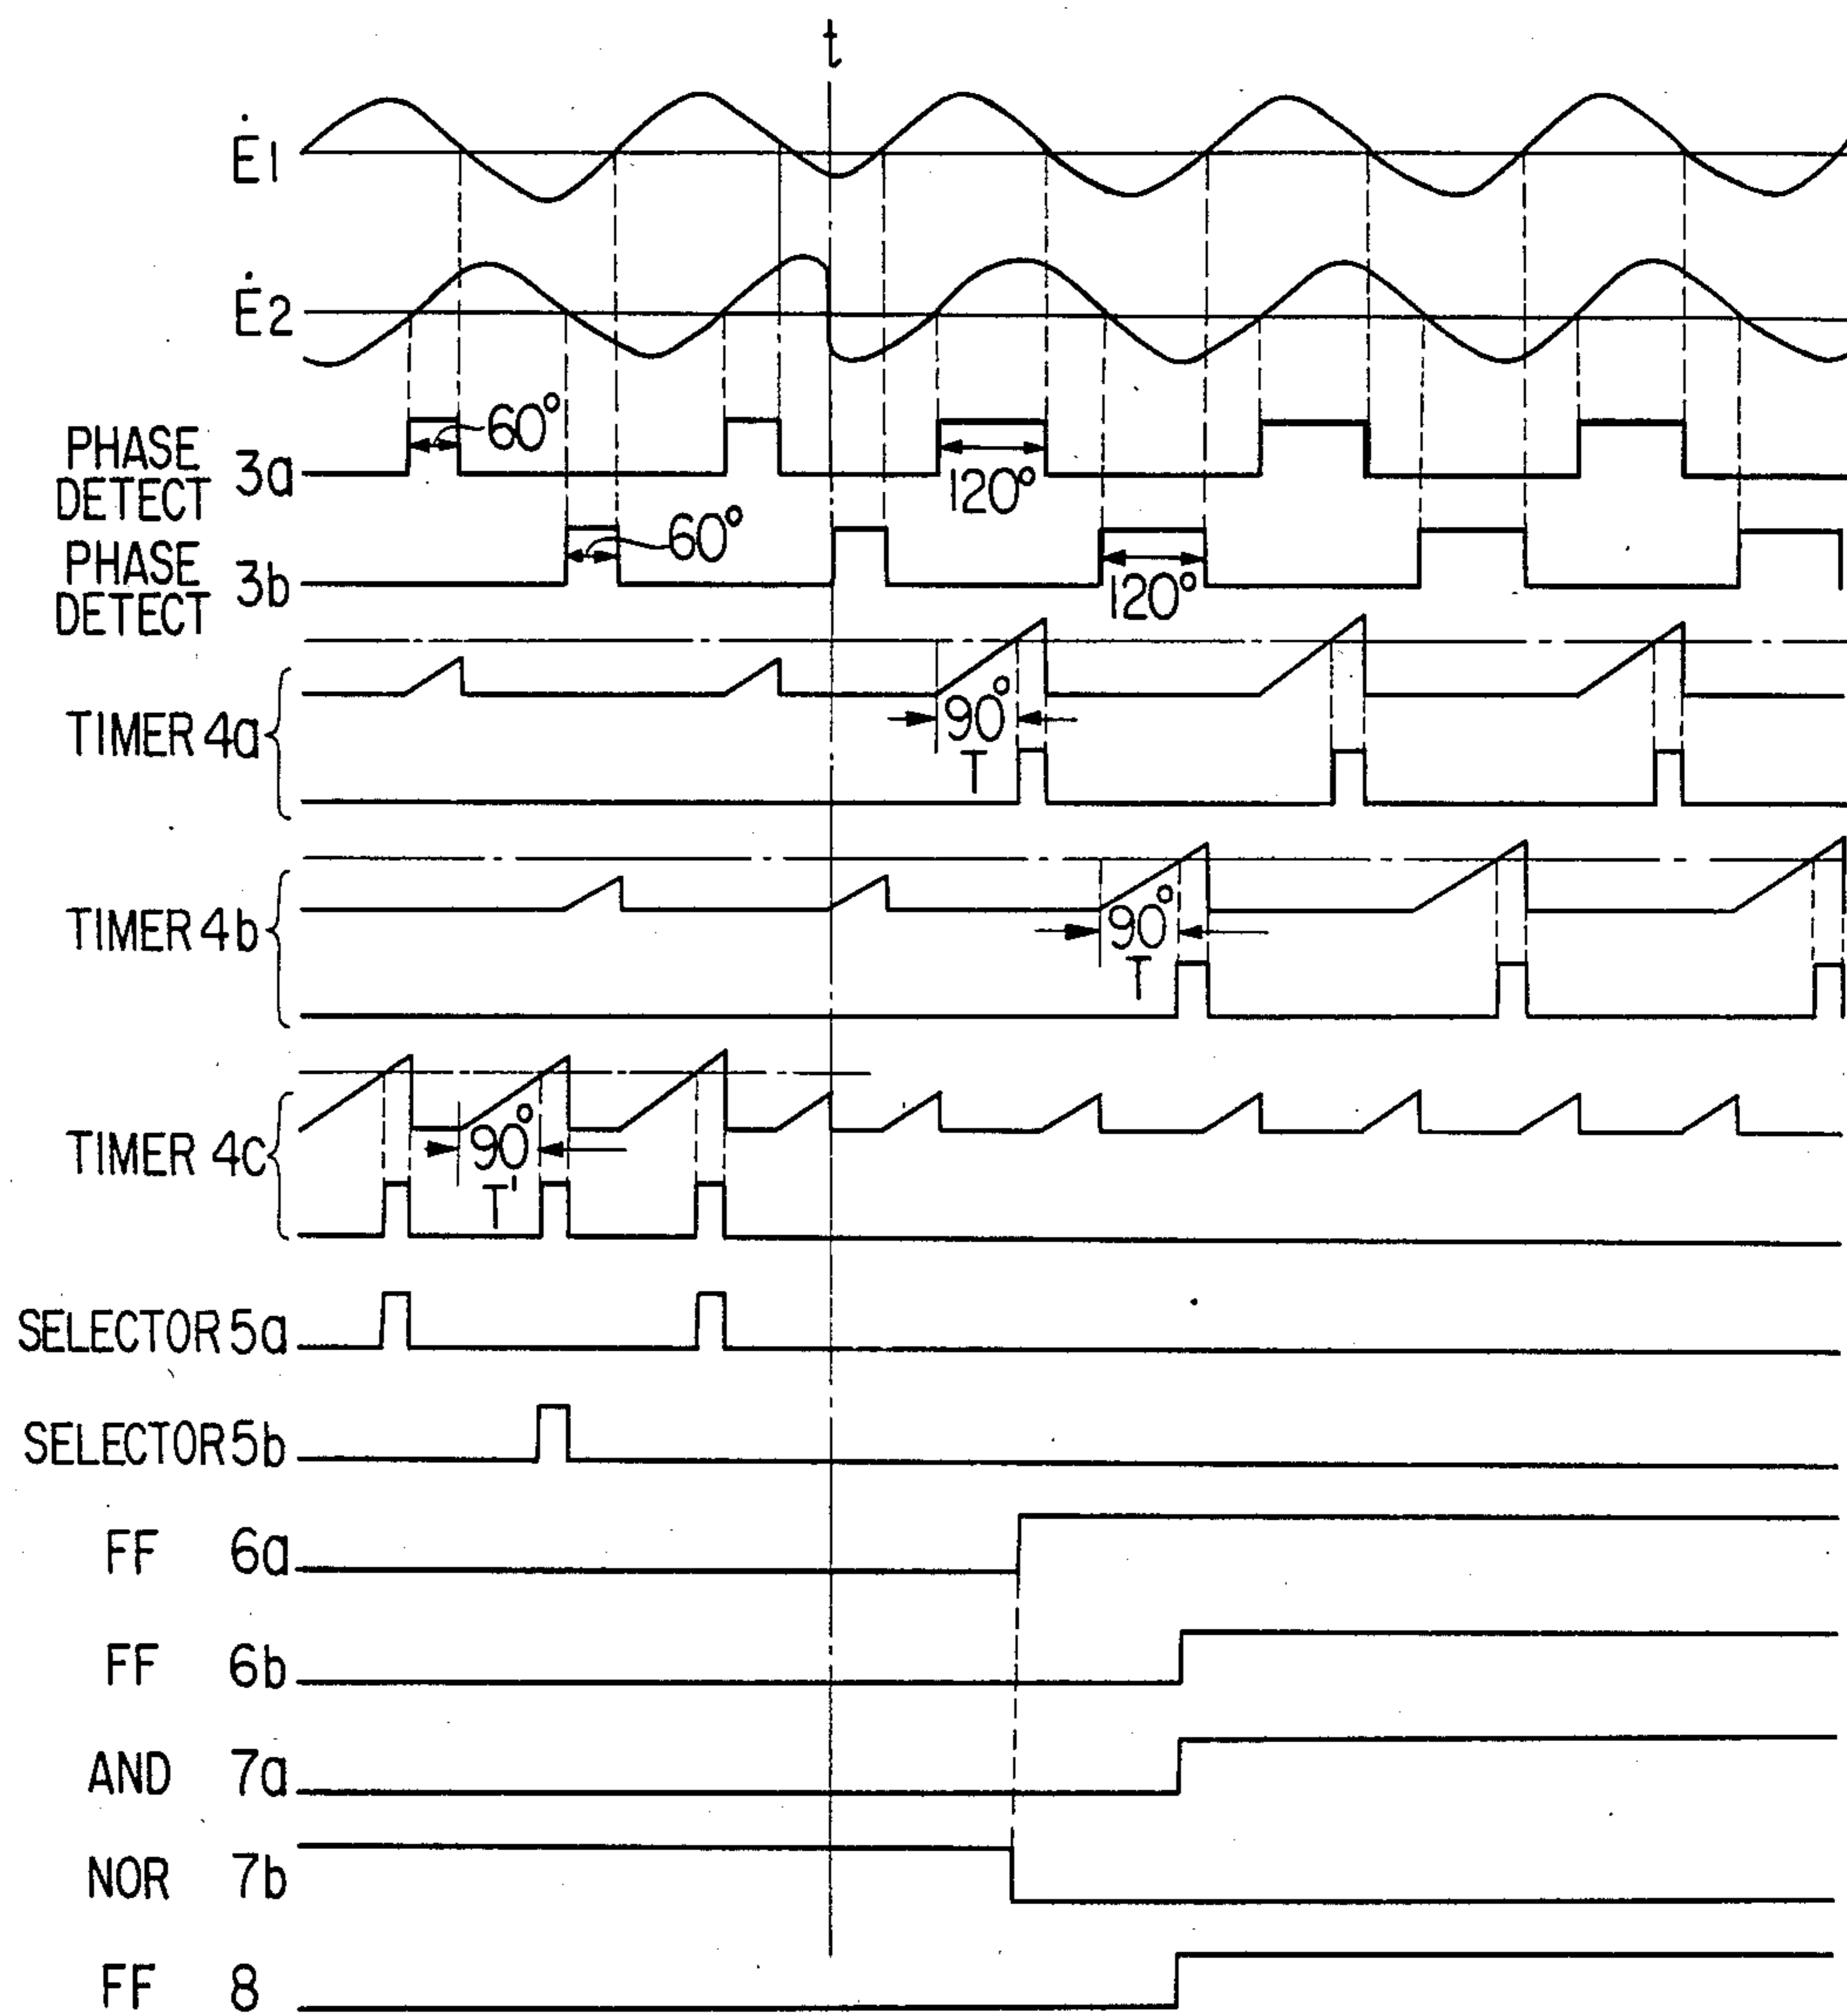 t
Ė1
Ė2
PHASE DETECT 3a
60°
120°
PHASE DETECT 3b
60°
120°
TIMER 4a
90°
T
TIMER 4b
90°
T
TIMER 4c
90°
T'
SELECTOR 5a
SELECTOR 5b
FF 6a
FF 6b
AND 7a
NOR 7b
FF 8